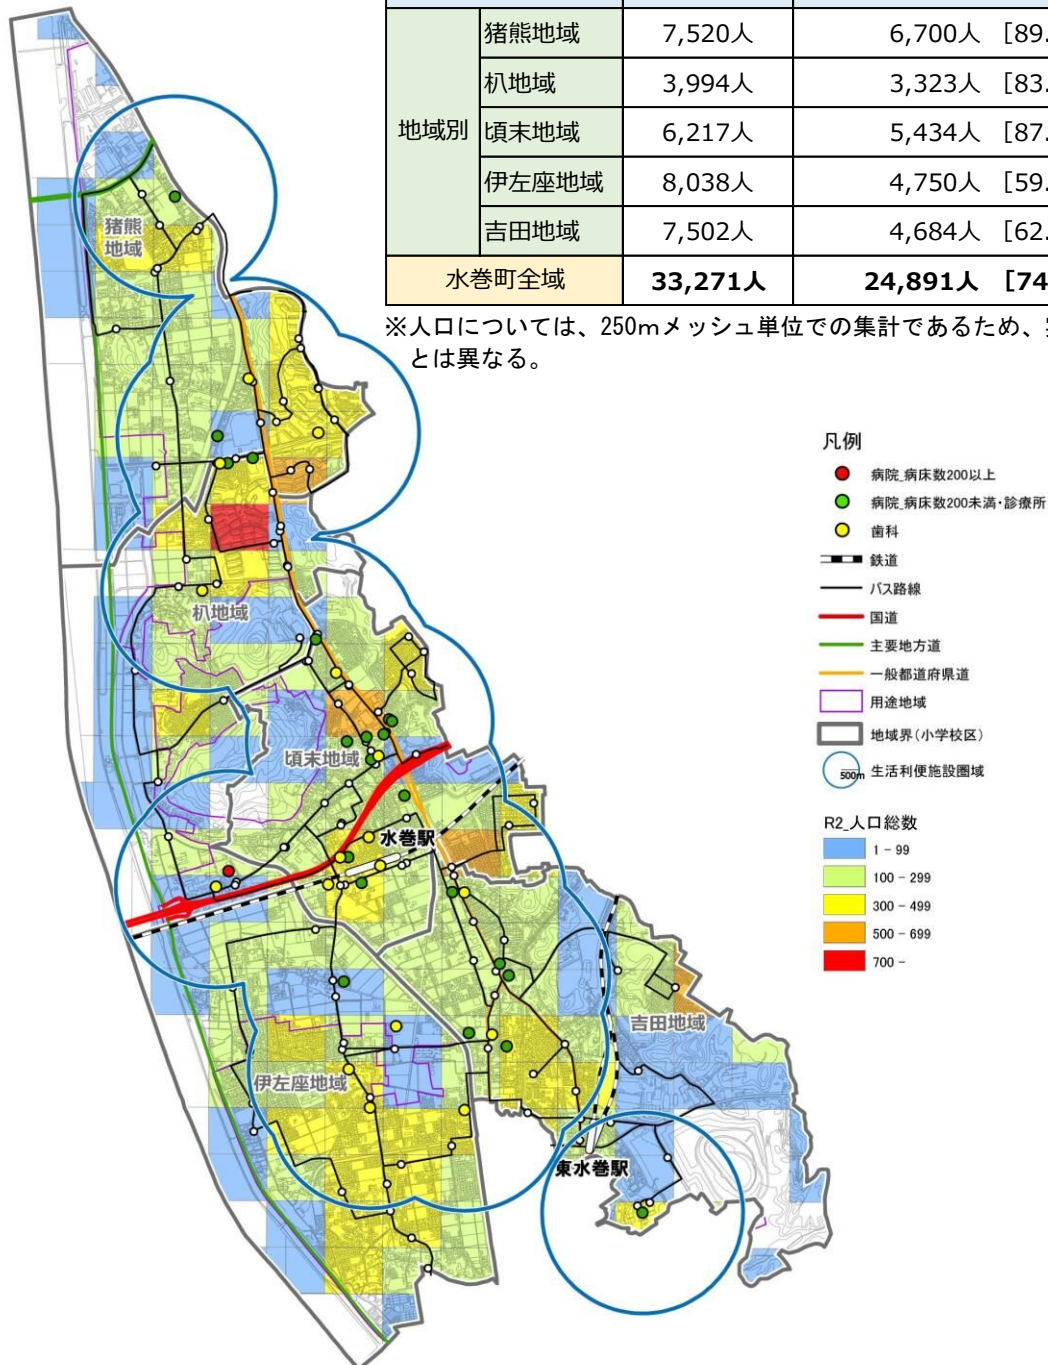 地域別
猪熊地域 7,520人 6,700人 [89.
杁地域 3,994人 3,323人 [83.
頃末地域 6,217人 5,434人 [87.
伊左座地域 8,038人 4,750人 [59.
吉田地域 7,502人 4,684人 [62.
水巻町全域 33,271人 24,891人 [74
※人口については、250mメッシュ単位での集計であるため、
とは異なる。
猪熊
地域
杁地域
頃末地域
水巻駅
吉田地域
伊左座地域
東水巻駅
凡例
病院_病床数200以上
病院_病床数200未満・診療所
歯科
鉄道
バス路線
国道
主要地方道
一般都道府県道
用途地域
地域界(小学校区)
500m 生活利便施設圏域
R2_人口総数
1 - 99
100 - 299
300 - 499
500 - 699
700 -